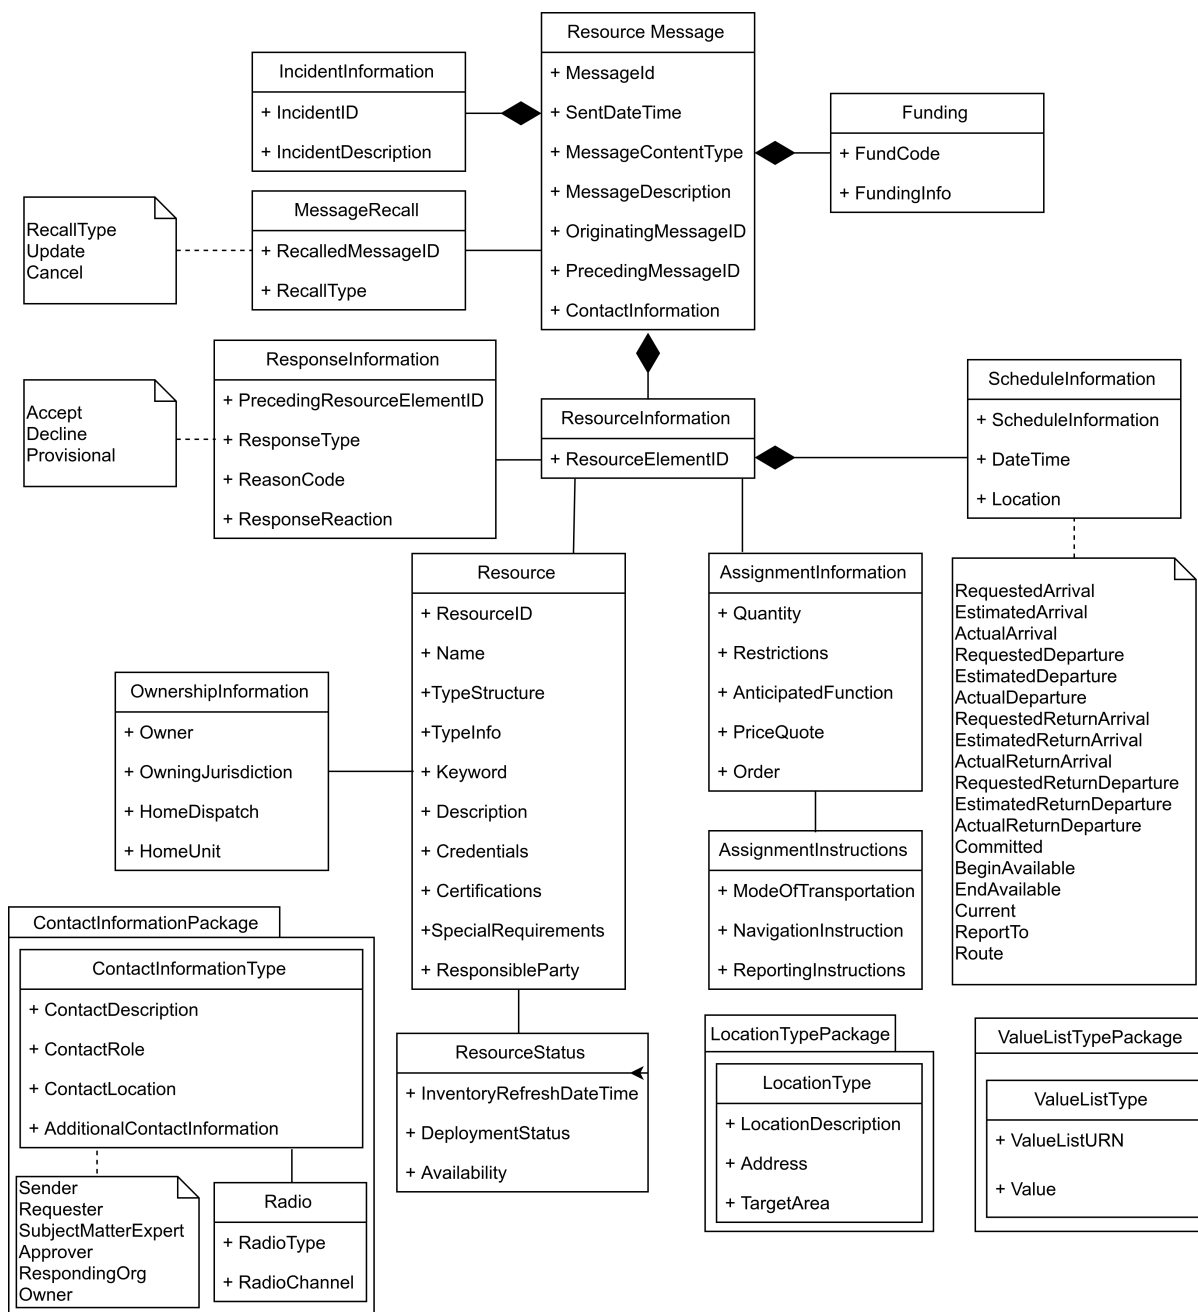 Resource Message
+ MessageId
+ SentDateTime
+ MessageContentType
+ MessageDescription
+ OriginatingMessageID
+ PrecedingMessageID
+ ContactInformation
IncidentInformation
+ IncidentID
+ IncidentDescription
Funding
+ FundCode
+ FundingInfo
MessageRecall
+ RecalledMessageID
+ RecallType
RecallType
Update
Cancel
ResponseInformation
+ PrecedingResourceElementID
+ ResponseType
+ ReasonCode
+ ResponseReaction
Accept
Decline
Provisional
ResourceInformation
+ ResourceElementID
ScheduleInformation
+ ScheduleInformation
+ DateTime
+ Location
Resource
+ ResourceID
+ Name
+TypeStructure
+TypeInfo
+ Keyword
+ Description
+ Credentials
+ Certifications
+SpecialRequirements
+ ResponsibleParty
AssignmentInformation
+ Quantity
+ Restrictions
+ AnticipatedFunction
+ PriceQuote
+ Order
RequestedArrival
EstimatedArrival
ActualArrival
RequestedDeparture
EstimatedDeparture
ActualDeparture
RequestedReturnArrival
EstimatedReturnArrival
ActualReturnArrival
RequestedReturnDeparture
EstimatedReturnDeparture
ActualReturnDeparture
Committed
BeginAvailable
EndAvailable
Current
ReportTo
Route
OwnershipInformation
+ Owner
+ OwningJurisdiction
+ HomeDispatch
+ HomeUnit
AssignmentInstructions
+ ModeOfTransportation
+ NavigationInstruction
+ ReportingInstructions
ContactInformationPackage
ContactInformationType
+ ContactDescription
+ ContactRole
+ ContactLocation
+ AdditionalContactInformation
Sender
Requester
SubjectMatterExpert
Approver
RespondingOrg
Owner
Radio
+ RadioType
+ RadioChannel
ResourceStatus
+ InventoryRefreshDateTime
+ DeploymentStatus
+ Availability
LocationTypePackage
LocationType
+ LocationDescription
+ Address
+ TargetArea
ValueListTypePackage
ValueListType
+ ValueListURN
+ Value